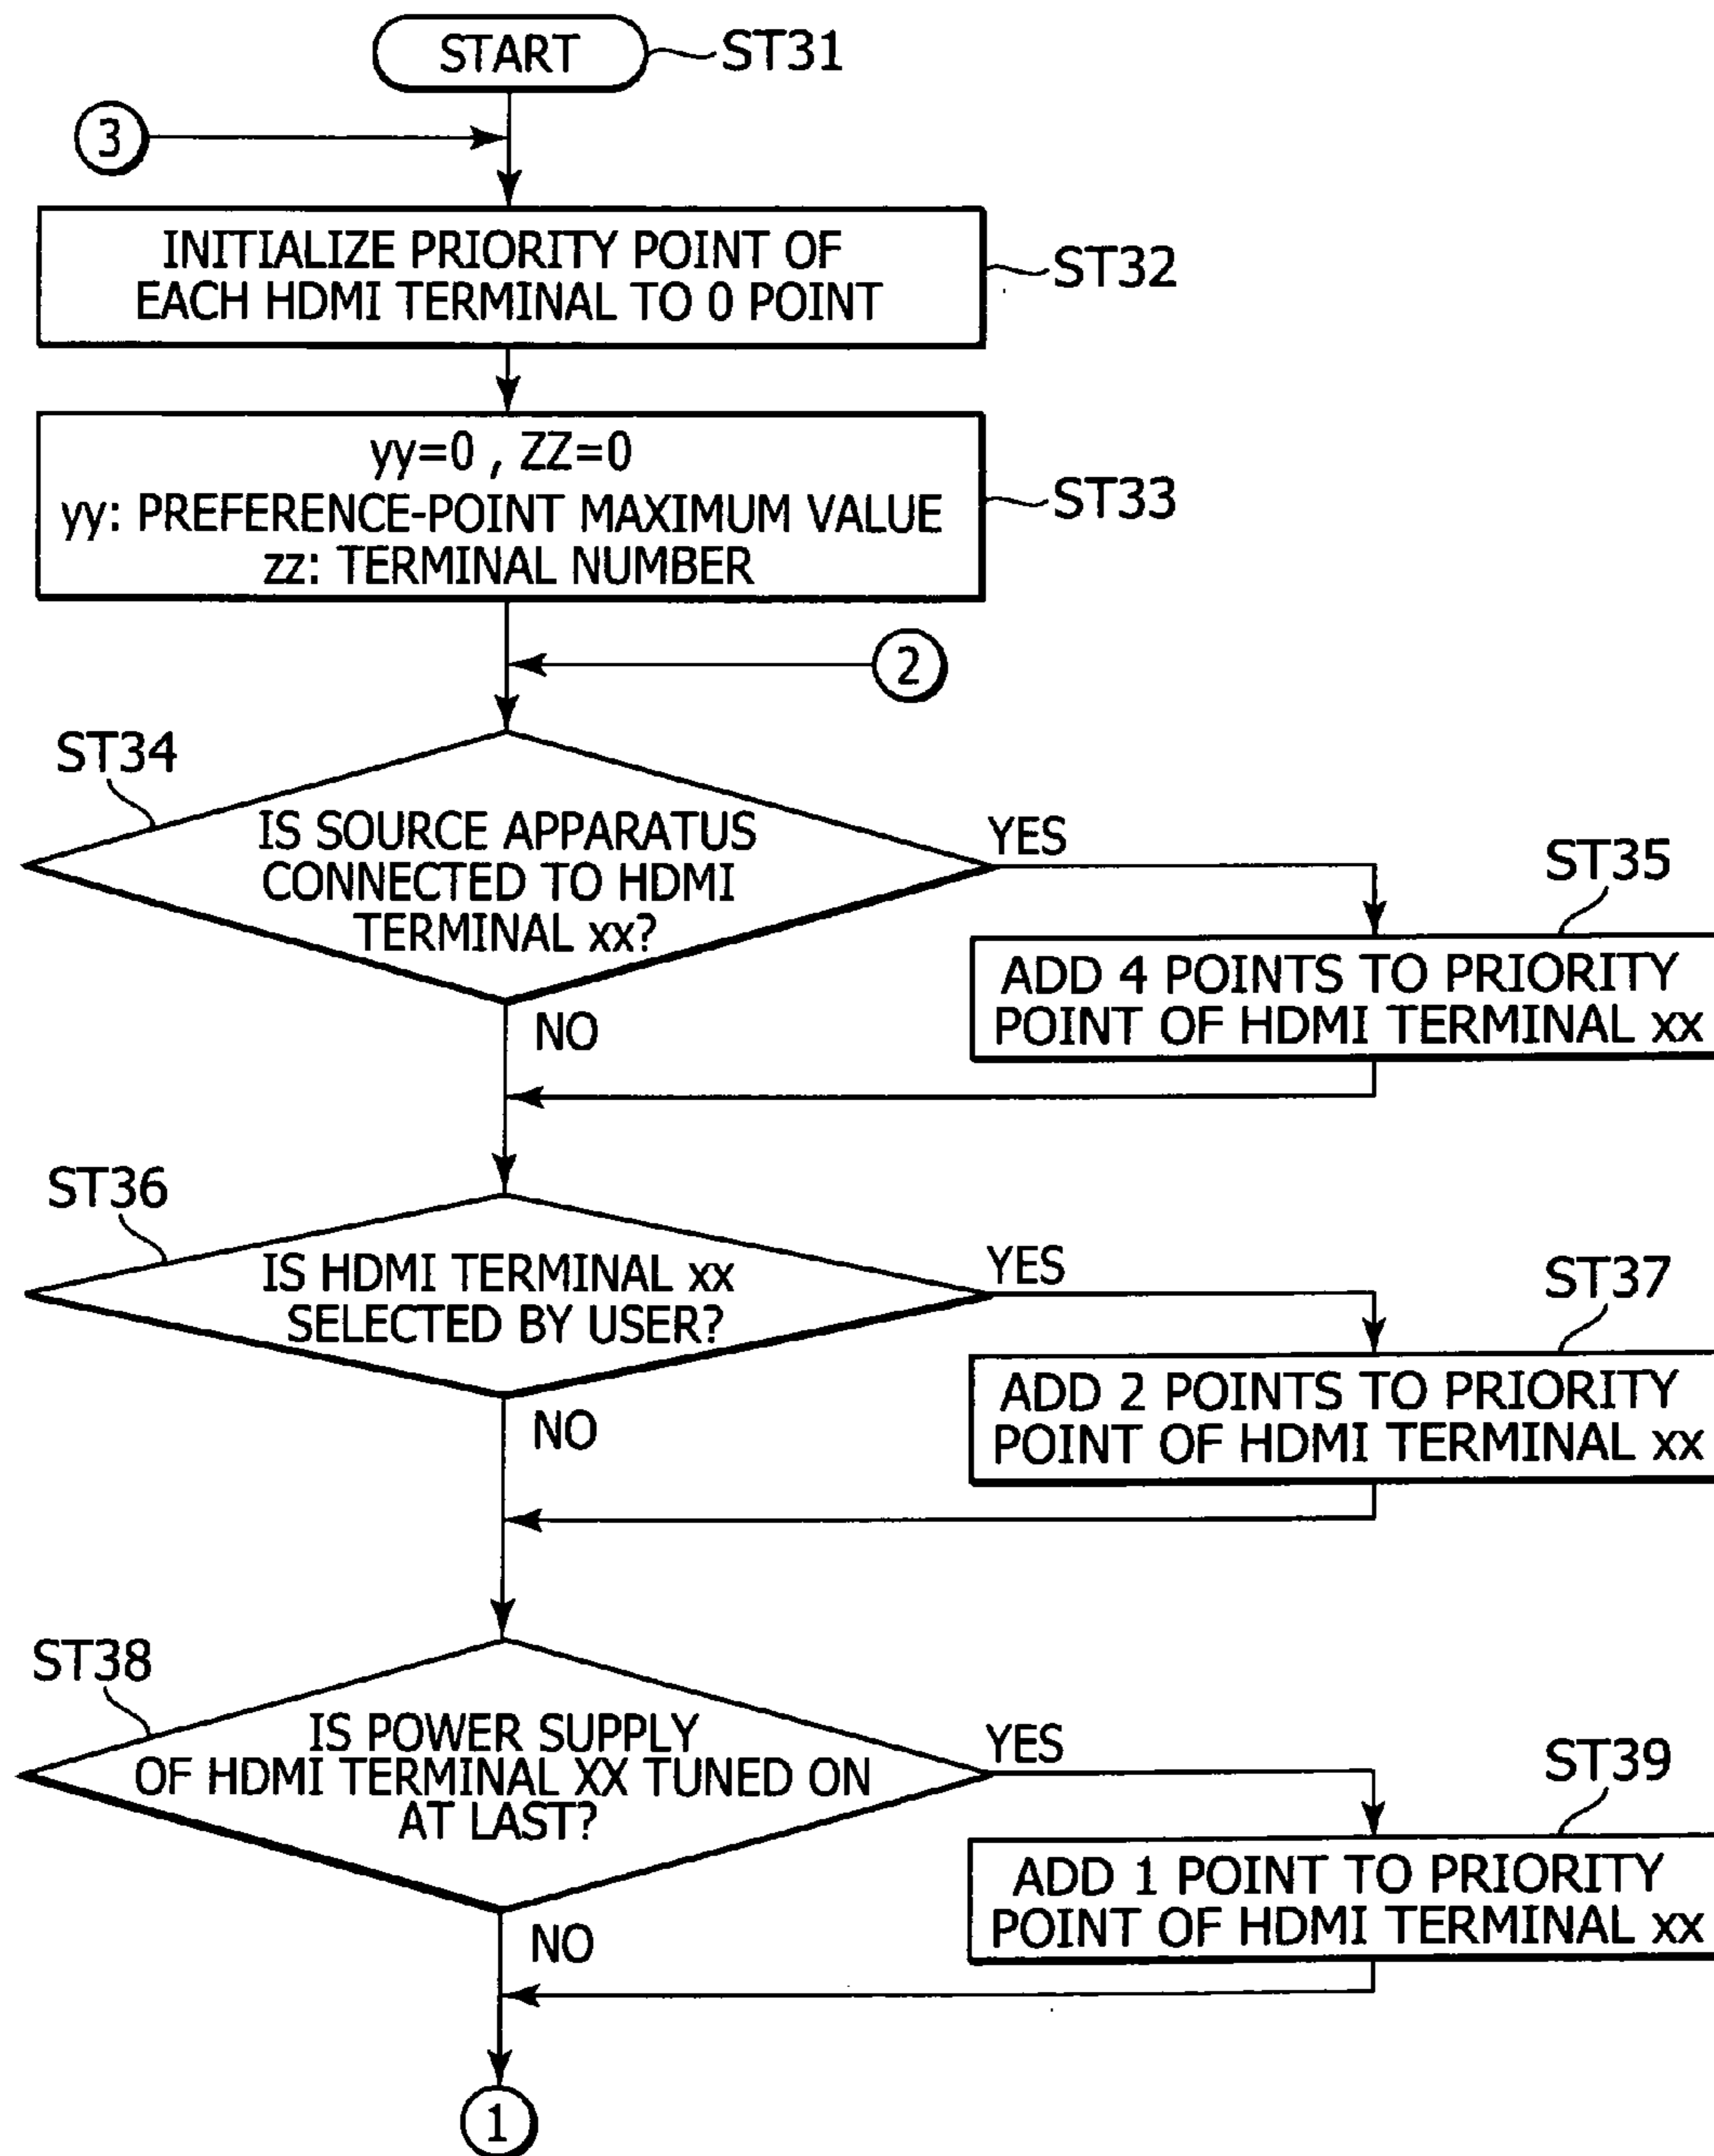 START
ST31
3
INITIALIZE PRIORITY POINT OF
EACH HDMI TERMINAL TO 0 POINT
ST32
yy=0 , ZZ=0
yy: PREFERENCE-POINT MAXIMUM VALUE
zz: TERMINAL NUMBER
ST33
2
ST34
IS SOURCE APPARATUS
CONNECTED TO HDMI
TERMINAL xx?
YES
NO
ST35
ADD 4 POINTS TO PRIORITY
POINT OF HDMI TERMINAL xx
ST36
IS HDMI TERMINAL xx
SELECTED BY USER?
YES
NO
ST37
ADD 2 POINTS TO PRIORITY
POINT OF HDMI TERMINAL xx
ST38
IS POWER SUPPLY
OF HDMI TERMINAL XX TUNED ON
AT LAST?
YES
NO
ST39
ADD 1 POINT TO PRIORITY
POINT OF HDMI TERMINAL xx
1